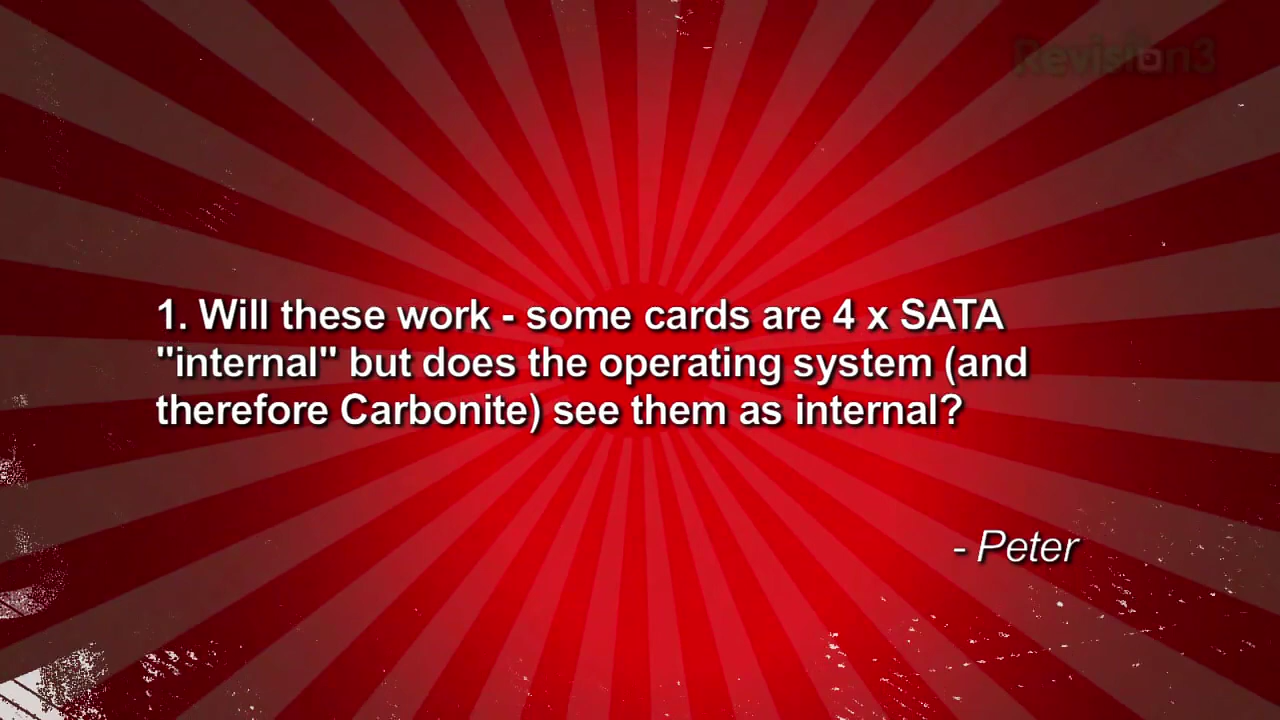 Revision3
1. Will these work - some cards are 4 x SATA
"internal" but does the operating system (and
therefore Carbonite) see them as internal?
- Peter